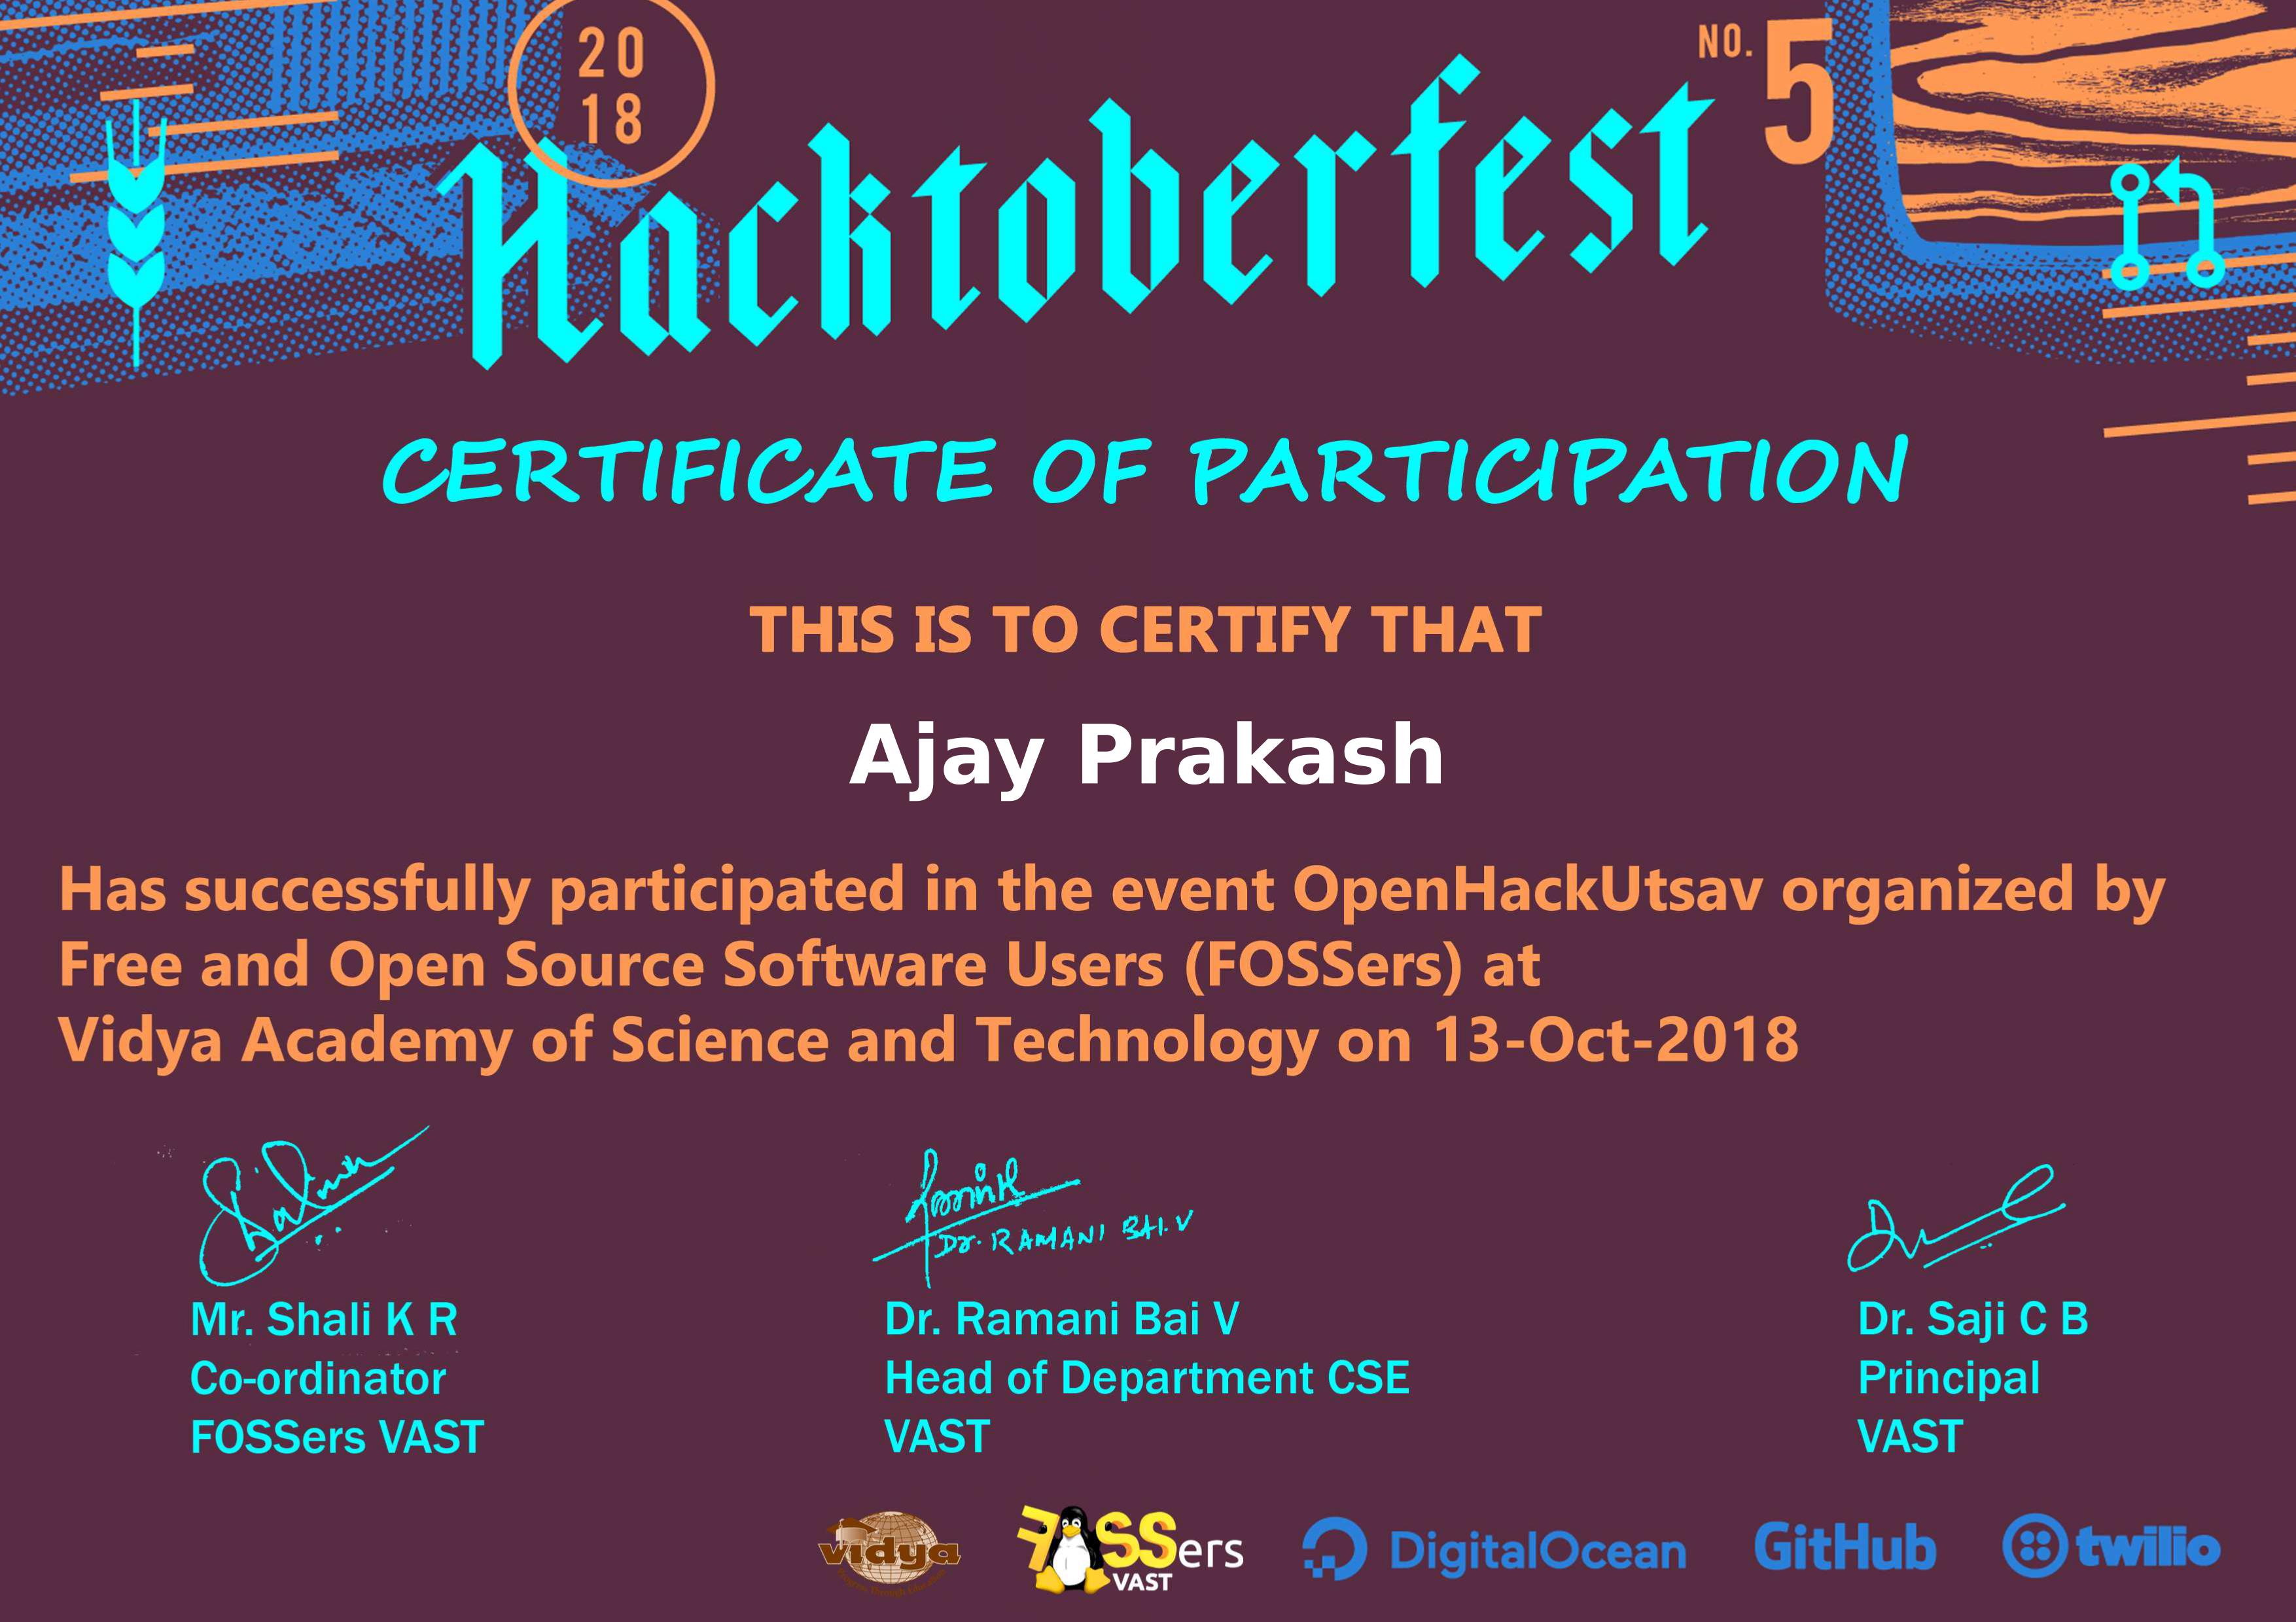 20
18
NO. 5
Hacktoberfest
CERTIFICATE OF PARTICIPATION
THIS IS TO CERTIFY THAT
Ajay Prakash
Has successfully participated in the event OpenHackUtsav organized by
Free and Open Source Software Users (FOSSers) at
Vidya Academy of Science and Technology on 13-Oct-2018
Dr. RAMANI BAI. V
Mr. Shali K R
Co-ordinator
FOSSers VAST
Dr. Ramani Bai V
Head of Department CSE
VAST
Dr. Saji C B
Principal
VAST
vidya
FOSSers
VAST
DigitalOcean
GitHub
twilio